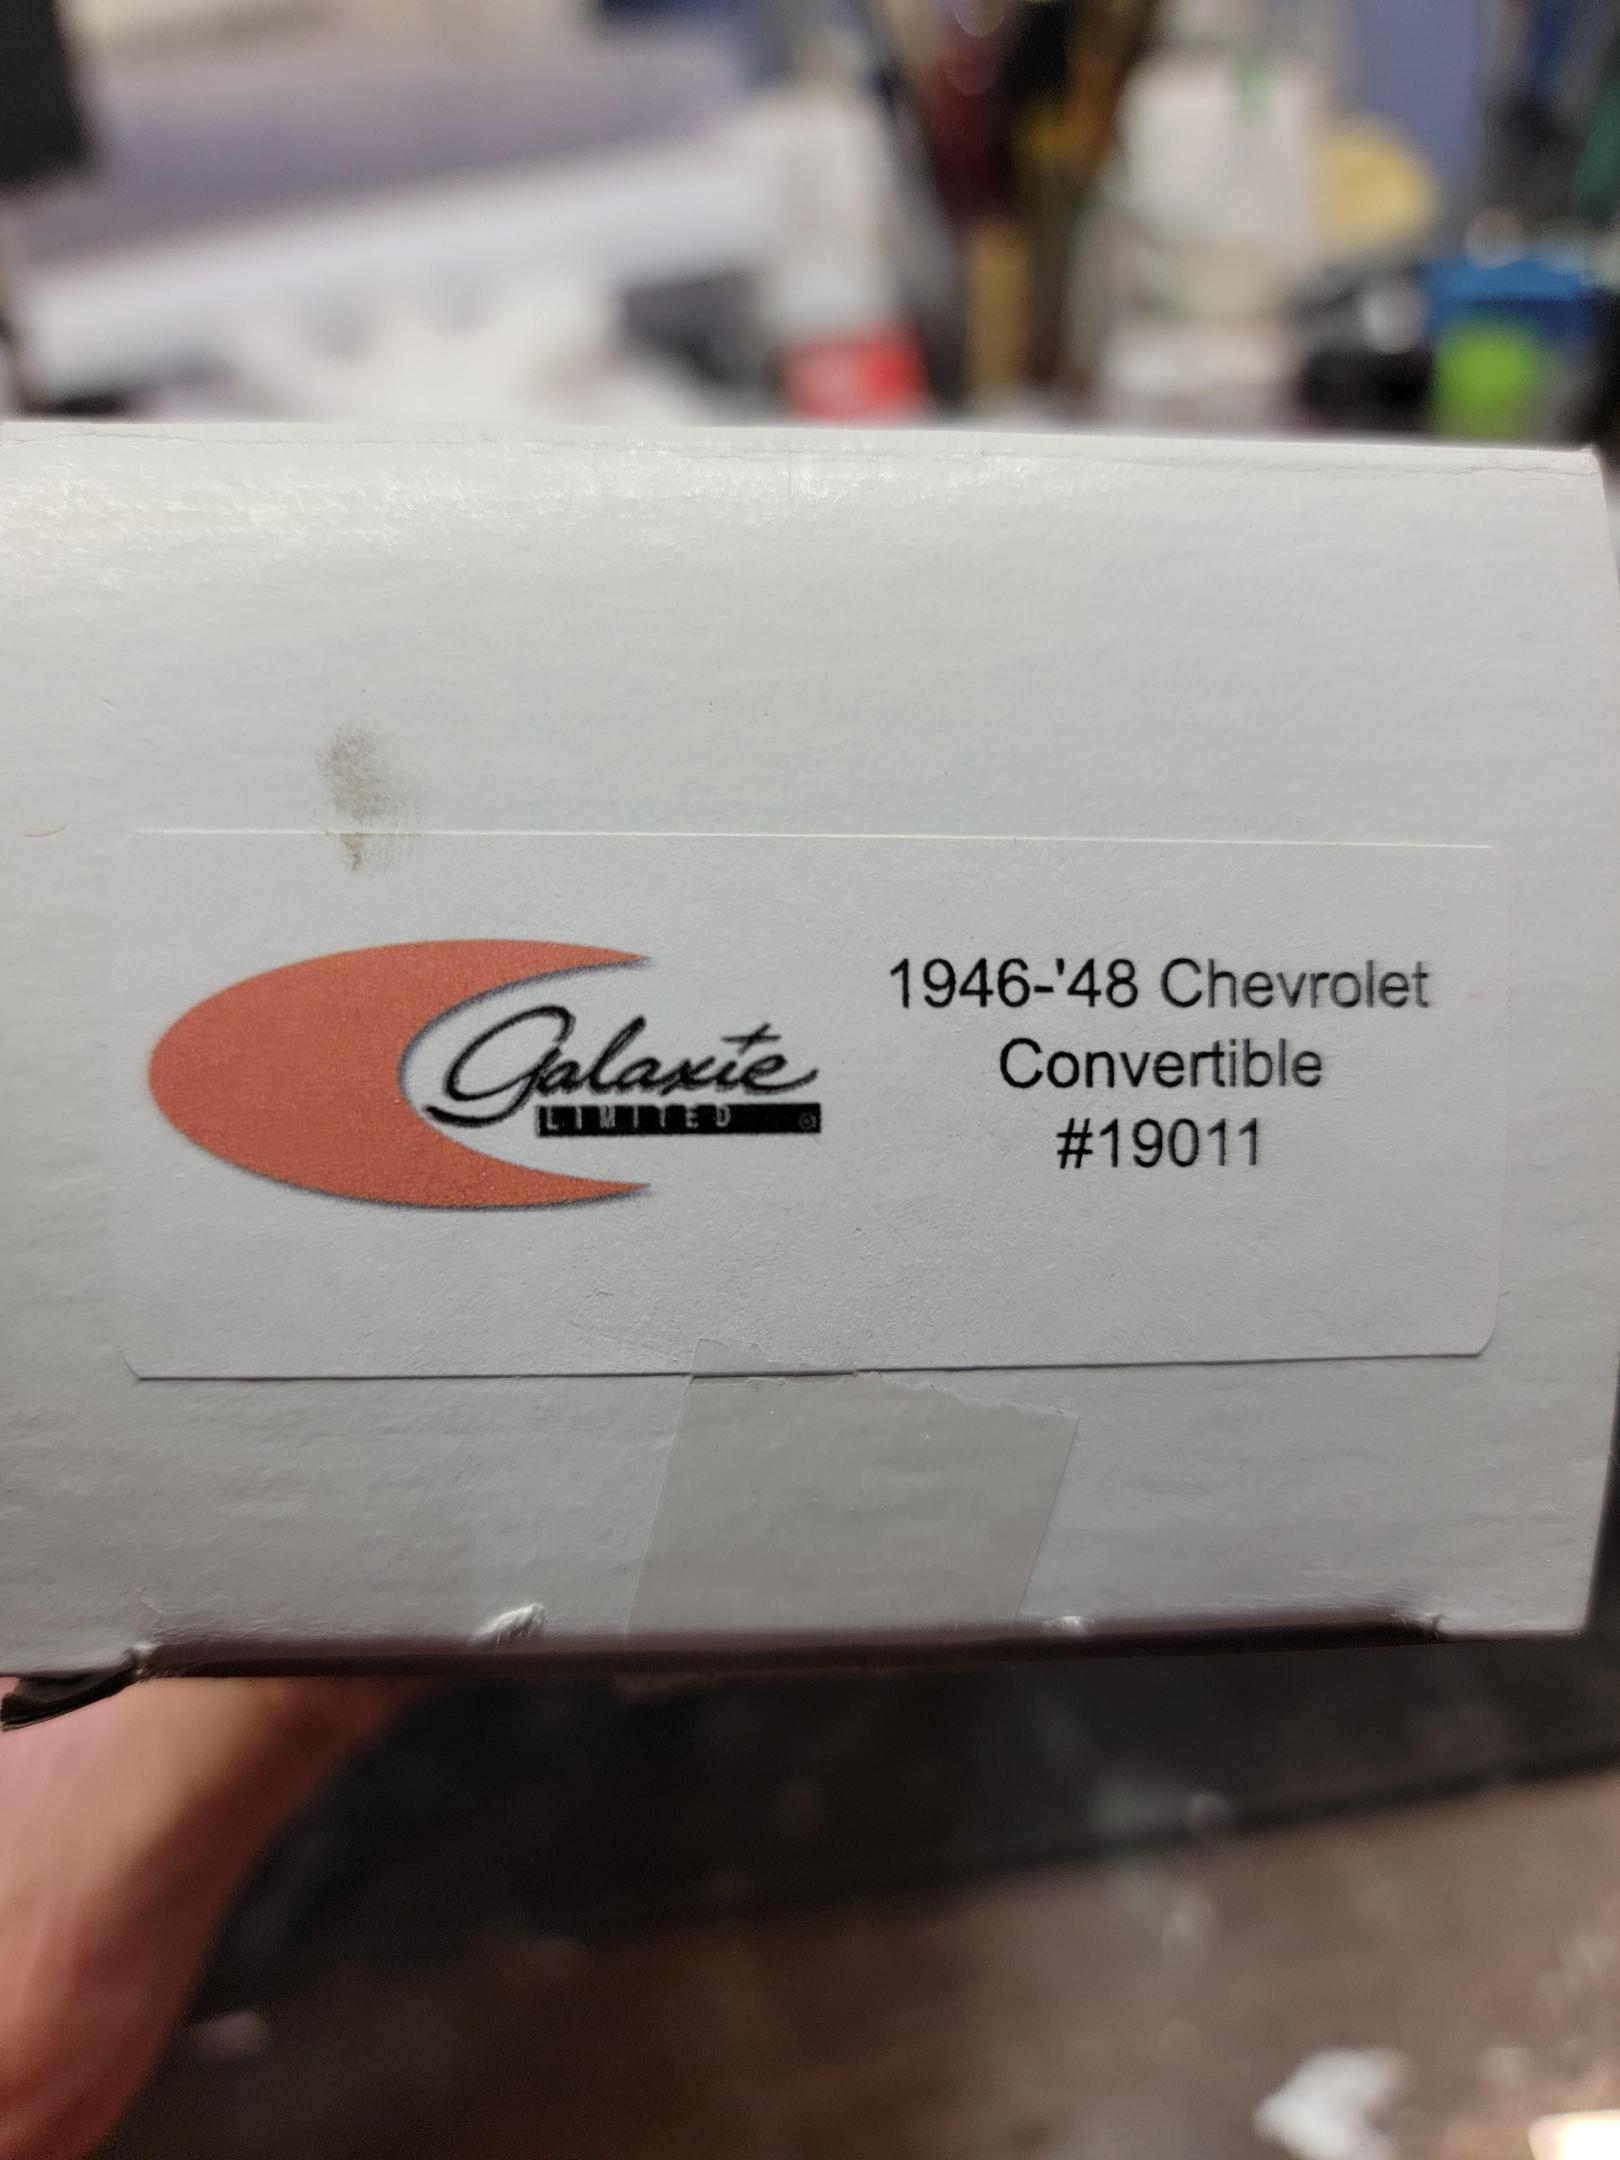 Galaxie
LIMITED
1946-'48 Chevrolet
Convertible
#19011